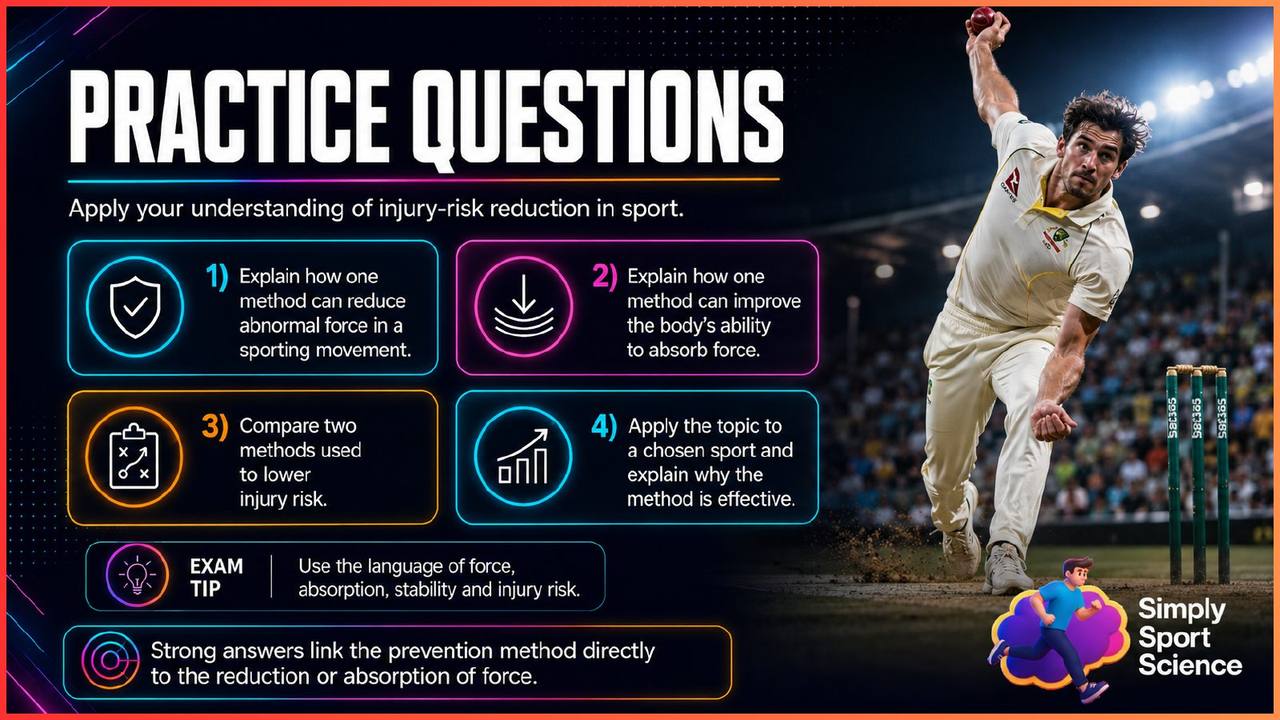 PRACTICE QUESTIONS
Apply your understanding of injury-risk reduction in sport.
1) Explain how one
method can reduce
abnormal force in a
sporting movement.
2) Explain how one
method can improve
the body's ability
to absorb force.
3) Compare two
methods used
to lower
injury risk.
4) Apply the topic to
a chosen sport and
explain why the
method is effective.
EXAM
TIP
Use the language of force,
absorption, stability and injury risk.
Strong answers link the prevention method directly
to the reduction or absorption of force.
Simply
Sport
Science